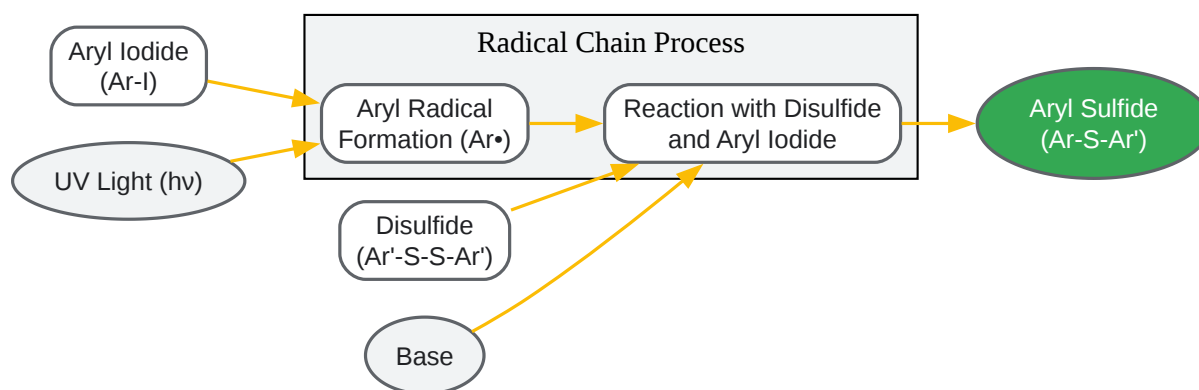 Radical Chain Process
Aryl Iodide
(Ar-I)
UV Light (hν)
Aryl Radical
Formation (Ar•)
Reaction with Disulfide
and Aryl Iodide
Aryl Sulfide
(Ar-S-Ar')
Disulfide
(Ar'-S-S-Ar')
Base